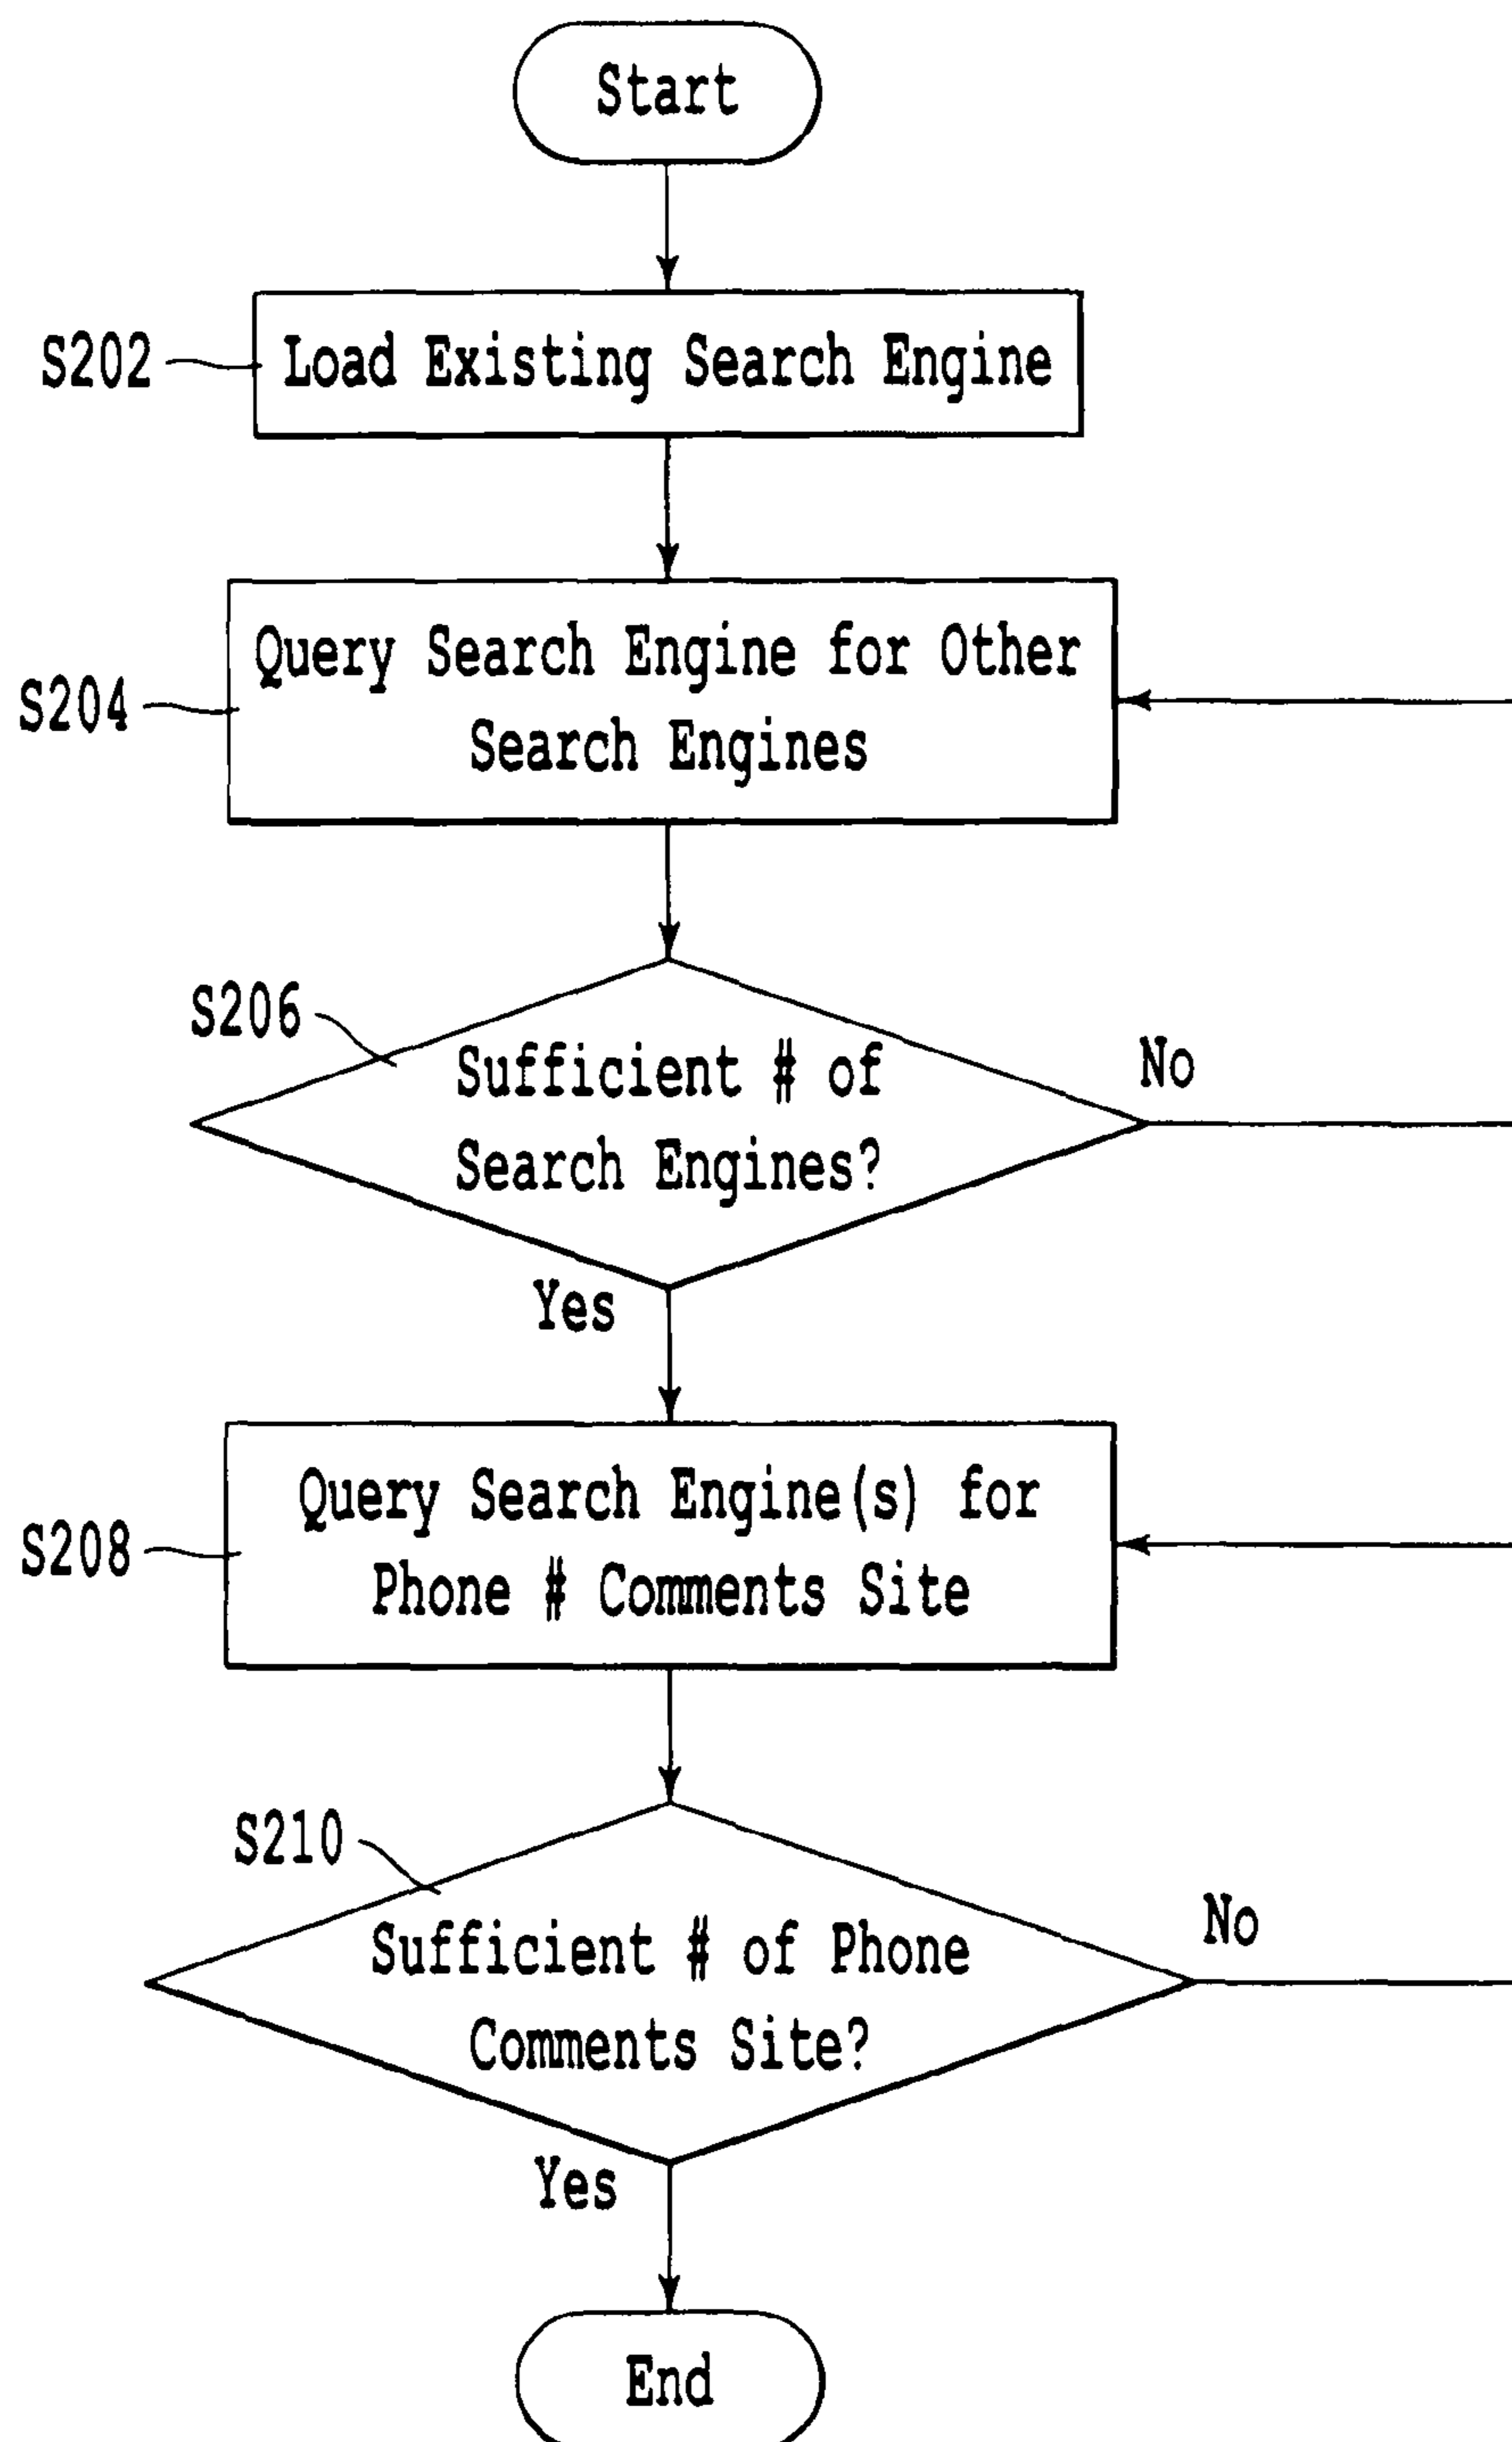 Start
S202
Load Existing Search Engine
S204
Query Search Engine for Other
Search Engines
S206
Sufficient # of
Search Engines?
No
Yes
S208
Query Search Engine(s) for
Phone # Comments Site
S210
Sufficient # of Phone
Comments Site?
No
Yes
End